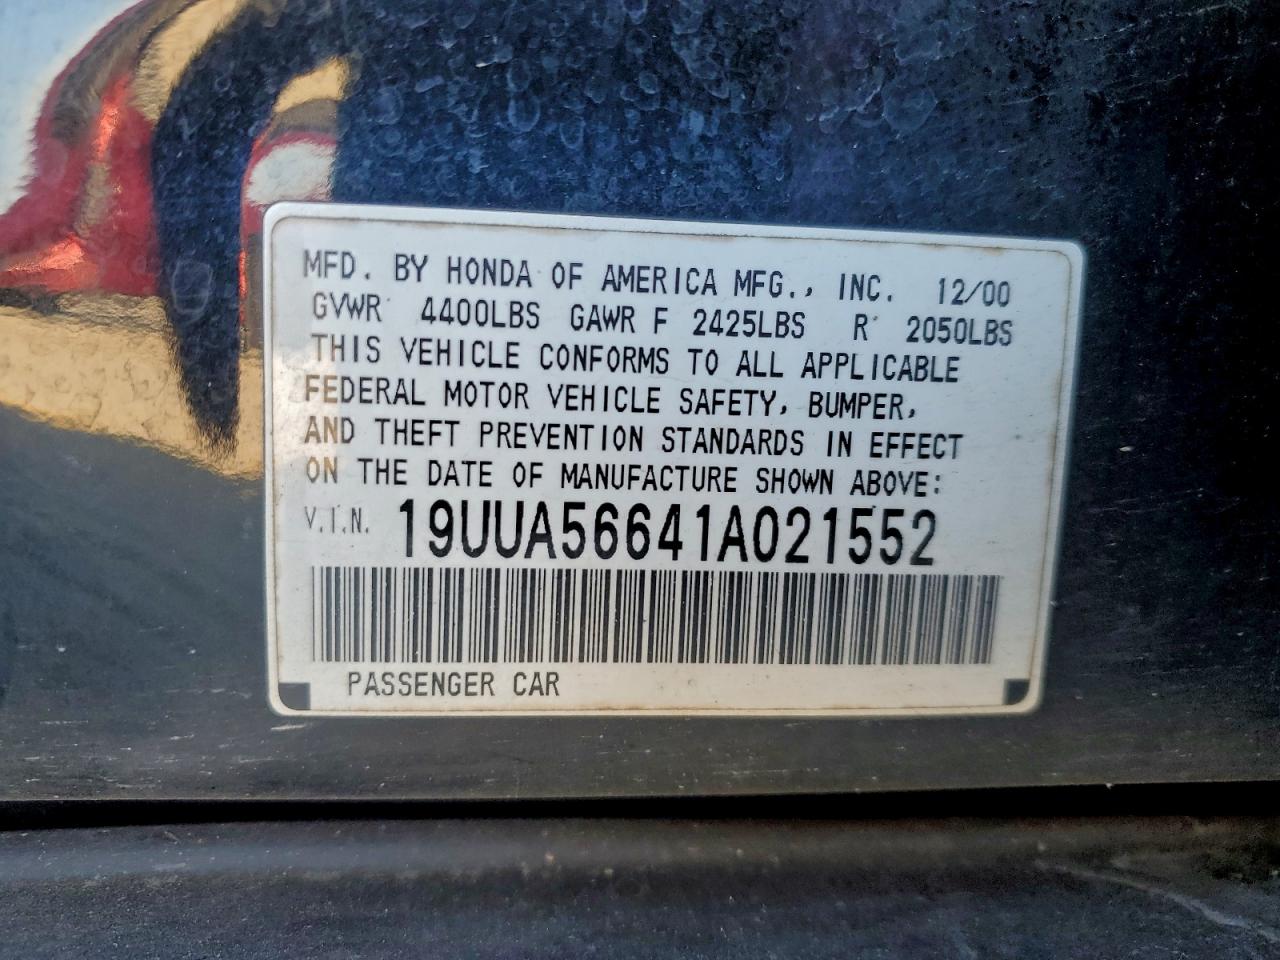 MFD. BY HONDA OF AMERICA MFG., INC. 12/00
GVWR 4400LBS GAWR F 2425LBS R 2050LBS
THIS VEHICLE CONFORMS TO ALL APPLICABLE
FEDERAL MOTOR VEHICLE SAFETY, BUMPER,
AND THEFT PREVENTION STANDARDS IN EFFECT
ON THE DATE OF MANUFACTURE SHOWN ABOVE:
V.I.N. 19UUA56641A021552
PASSENGER CAR